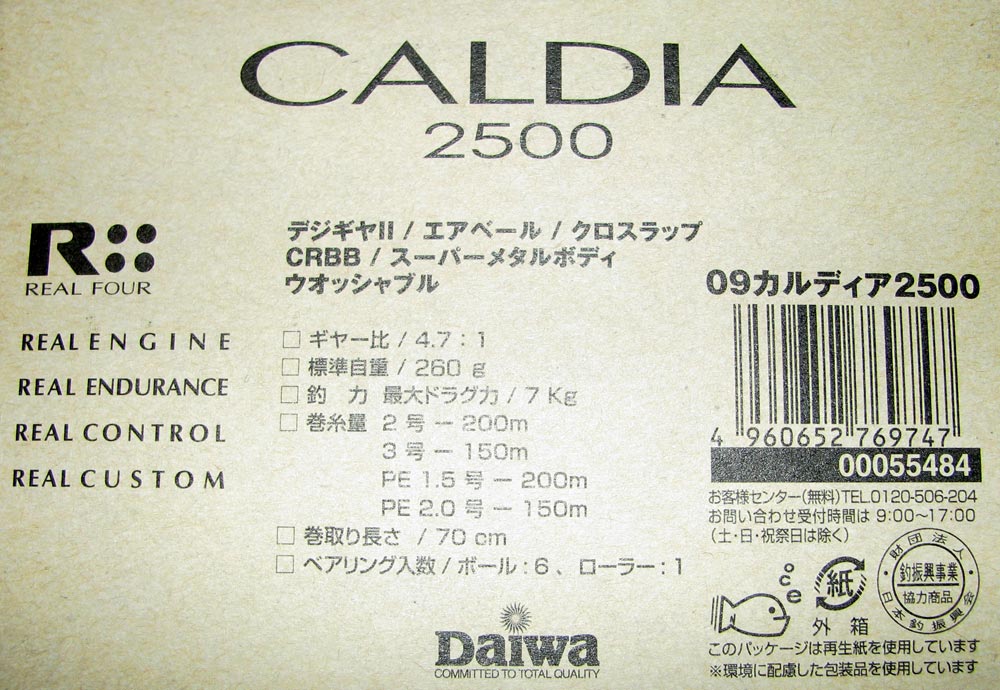 CALDIA
2500
R
REAL FOUR
REAL ENGINE
REAL ENDURANCE
REAL CONTROL
REAL CUSTOM
デジギヤII / エアベール / クロスラップ
CRBB / スーパーメタルボディ
ウオッシャブル
□ ギヤー比 / 4.7 : 1
□ 標準自重 / 260 g
□ 釣 力 最大ドラグ力 / 7 Kg
□ 巻糸量 2 号 − 200m
3 号 − 150m
PE 1.5 号 − 200m
PE 2.0 号 − 150m
□ 巻取り長さ / 70 cm
□ ベアリング入数 / ボール : 6 、 ローラー : 1
Daiwa
COMMITTED TO TOTAL QUALITY
09カルディア2500
4 960652 769747
00055484
お客様センター(無料)TEL.0120-506-204
お問い合わせ受付時間は 9:00〜17:00
(土・日・祝祭日は除く)
eco
紙
外 箱
財団法人
釣振興事業
協力商品
日本釣振興会
このパッケージは再生紙を使用しています
※環境に配慮した包装品を使用しています